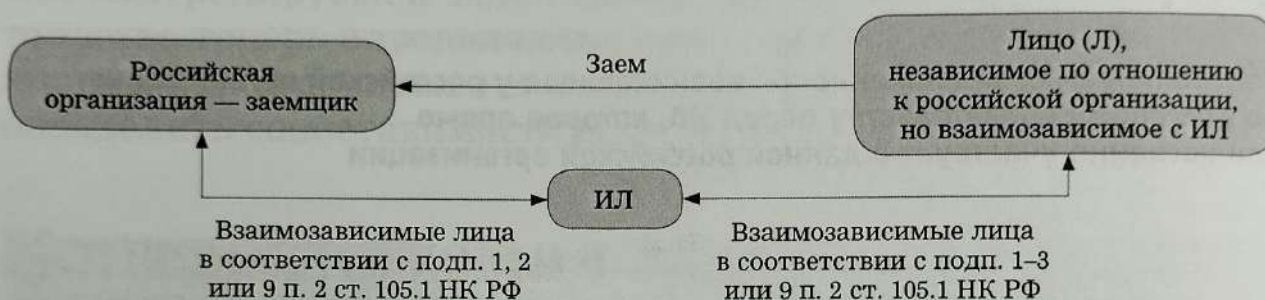 Российская
организация — заемщик
Заем
Лицо (Л),
независимое по отношению
к российской организации,
но взаимозависимое с ИЛ
ИЛ
Взаимозависимые лица
в соответствии с подп. 1, 2
или 9 п. 2 ст. 105.1 НК РФ
Взаимозависимые лица
в соответствии с подп. 1–3
или 9 п. 2 ст. 105.1 НК РФ